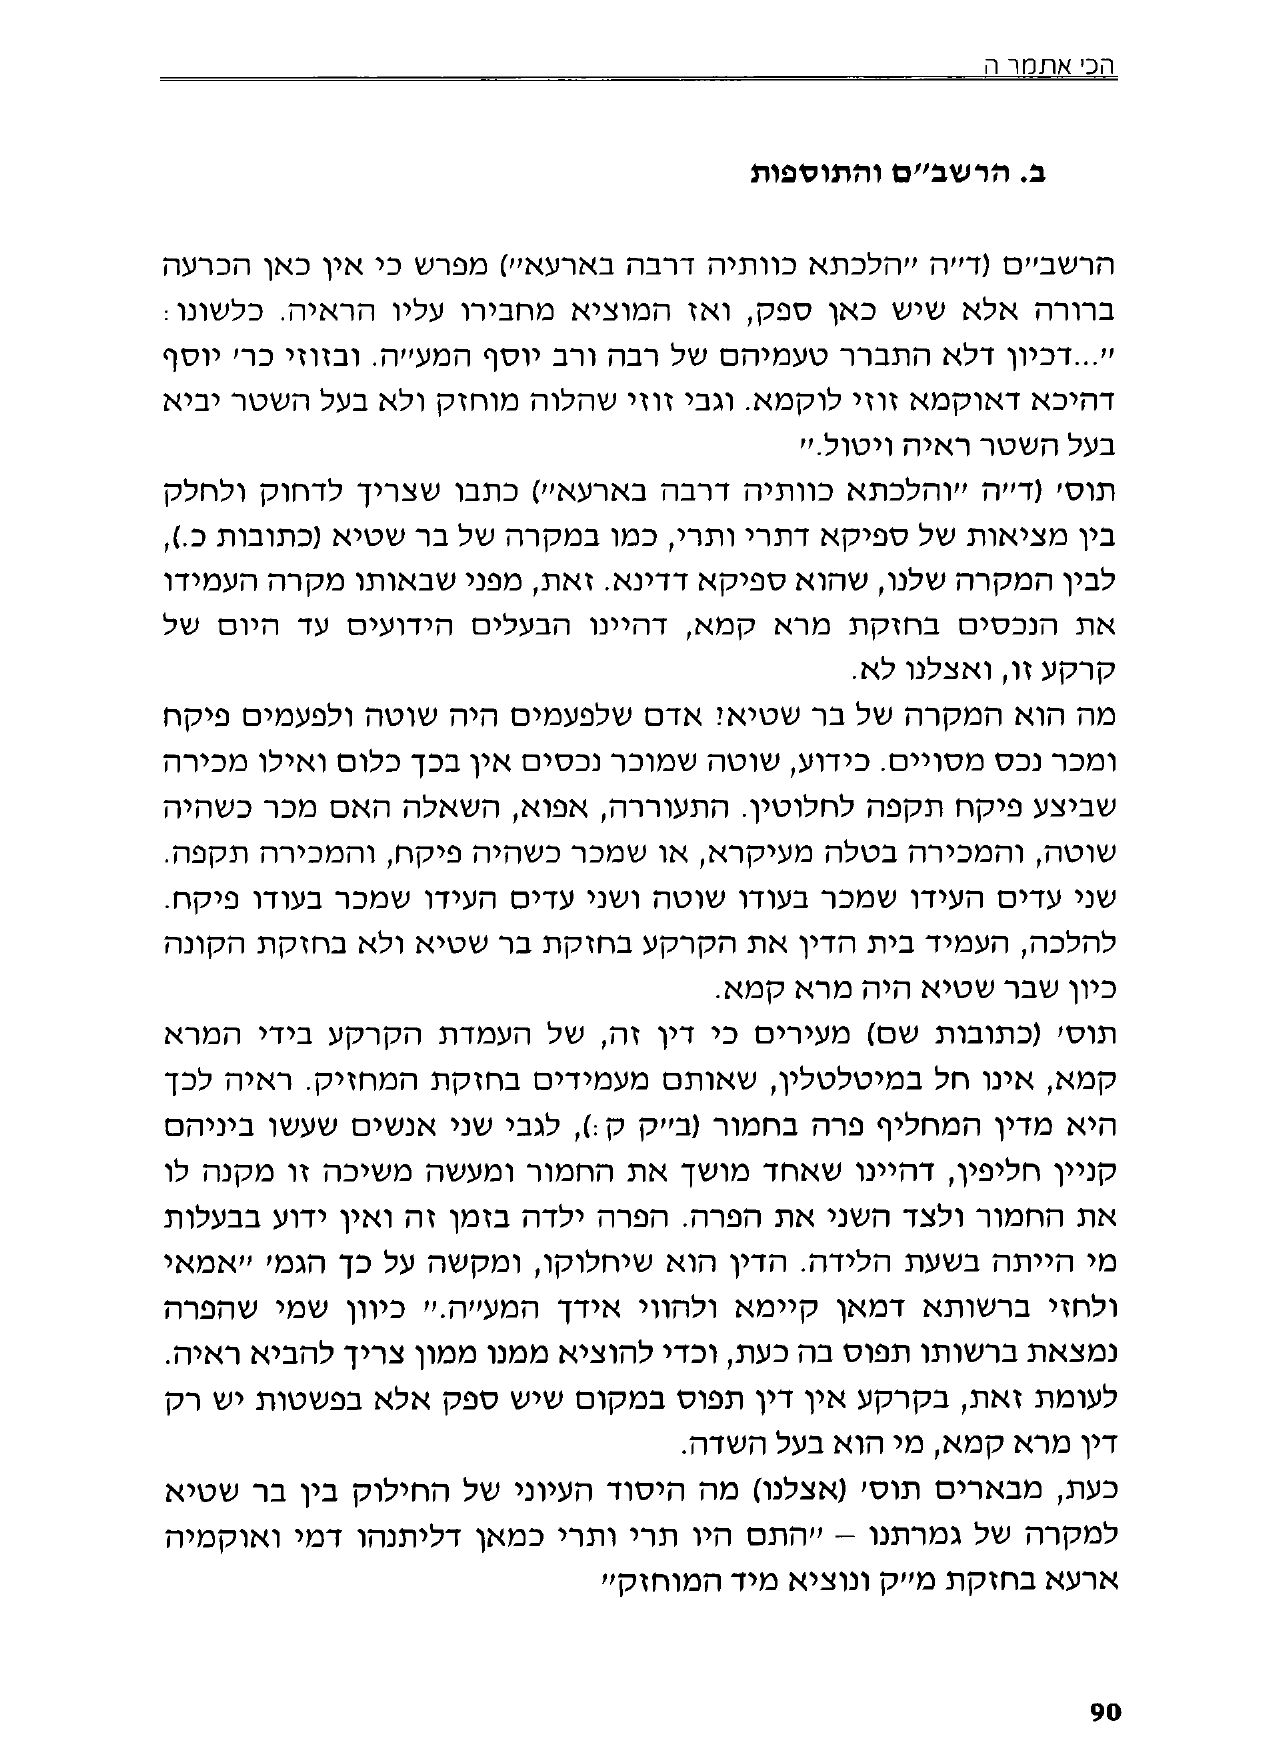 הכי אתמר ה
ב. הרשב"ם והתוספות
הרשב"ם (ד"ה "הלכתא כוותיה דרבה בארעא") מפרש כי אין כאן הכרעה
ברורה אלא שיש כאן ספק, ואז המוציא מחבירו עליו הראיה. כלשונו:
"...דכיון דלא התברר טעמיהם של רבה ורב יוסף המע"ה. ובזוזי כר' יוסף
דהיכא דאוקמא זוזי לוקמא. וגבי זוזי שהלוה מוחזק ולא בעל השטר יביא
בעל השטר ראיה ויטול."
תוס' (ד"ה "והלכתא כוותיה דרבה בארעא") כתבו שצריך לדחוק ולחלק
בין מציאות של ספיקא דתרי ותרי, כמו במקרה של בר שטיא (כתובות כ.),
לבין המקרה שלנו, שהוא ספיקא דדינא. זאת, מפני שבאותו מקרה העמידו
את הנכסים בחזקת מרא קמא, דהיינו הבעלים הידועים עד היום של
קרקע זו, ואצלנו לא.
מה הוא המקרה של בר שטיא? אדם שלפעמים היה שוטה ולפעמים פיקח
ומכר נכס מסויים. כידוע, שוטה שמוכר נכסים אין בכך כלום ואילו מכירה
שביצע פיקח תקפה לחלוטין. התעוררה, אפוא, השאלה האם מכר כשהיה
שוטה, והמכירה בטלה מעיקרא, או שמכר כשהיה פיקח, והמכירה תקפה.
שני עדים העידו שמכר בעודו שוטה ושני עדים העידו שמכר בעודו פיקח.
להלכה, העמיד בית הדין את הקרקע בחזקת בר שטיא ולא בחזקת הקונה
כיון שבר שטיא היה מרא קמא.
תוס' (כתובות שם) מעירים כי דין זה, של העמדת הקרקע בידי המרא
קמא, אינו חל במיטלטלין, שאותם מעמידים בחזקת המחזיק. ראיה לכך
היא מדין המחליף פרה בחמור (ב"ק ק:), לגבי שני אנשים שעשו ביניהם
קניין חליפין, דהיינו שאחד מושך את החמור ומעשה משיכה זו מקנה לו
את החמור ולצד השני את הפרה. הפרה ילדה בזמן זה ואין ידוע בבעלות
מי הייתה בשעת הלידה. הדין הוא שיחלוקו, ומקשה על כך הגמ' "אמאי
ולחזי ברשותא דמאן קיימא ולהווי אידך המע"ה." כיוון שמי שהפרה
נמצאת ברשותו תפוס בה כעת, וכדי להוציא ממנו ממון צריך להביא ראיה.
לעומת זאת, בקרקע אין דין תפוס במקום שיש ספק אלא בפשטות יש רק
דין מרא קמא, מי הוא בעל השדה.
כעת, מבארים תוס' (אצלנו) מה היסוד העיוני של החילוק בין בר שטיא
למקרה של גמרתנו – "התם היו תרי ותרי כמאן דליתנהו דמי ואוקמיה
ארעא בחזקת מ"ק ונוציא מיד המוחזק"
90